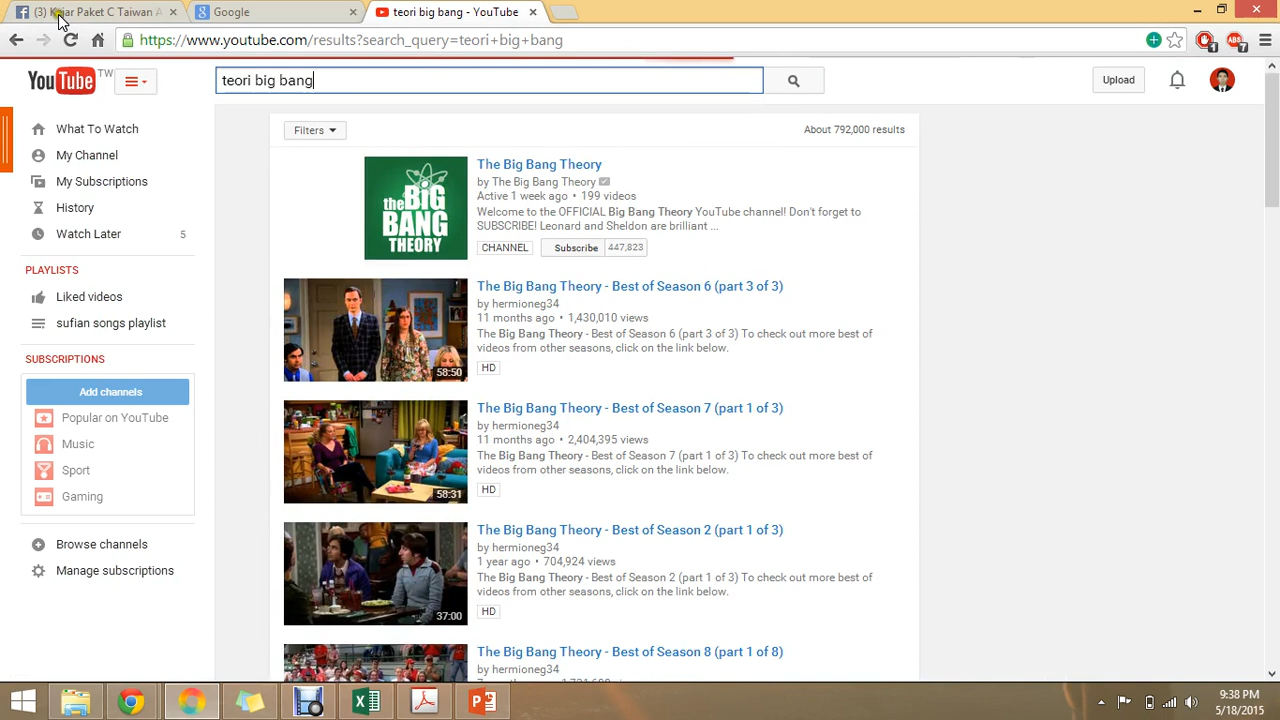 (3) Kejar Paket C Taiwan A
Google
teori big bang - YouTube
https://www.youtube.com/results?search_query=teori+big+bang
1
ABP
7
YouTube TW
teori big bang
Upload
What To Watch
My Channel
My Subscriptions
History
Watch Later 5
PLAYLISTS
Liked videos
sufian songs playlist
SUBSCRIPTIONS
Add channels
Popular on YouTube
Music
Sport
Gaming
Browse channels
Manage subscriptions
Filters
About 792,000 results
the BIG
BANG
THEORY
The Big Bang Theory
by The Big Bang Theory
Active 1 week ago • 199 videos
Welcome to the OFFICIAL Big Bang Theory YouTube channel! Don't forget to
SUBSCRIBE! Leonard and Sheldon are brilliant ...
CHANNEL Subscribe 447,823
58:50
The Big Bang Theory - Best of Season 6 (part 3 of 3)
by hermioneg34
11 months ago • 1,430,010 views
The Big Bang Theory - Best of Season 6 (part 3 of 3) To check out more best of
videos from other seasons, click on the link below.
HD
58:31
The Big Bang Theory - Best of Season 7 (part 1 of 3)
by hermioneg34
11 months ago • 2,404,395 views
The Big Bang Theory - Best of Season 7 (part 1 of 3) To check out more best of
videos from other seasons, click on the link below.
HD
37:00
The Big Bang Theory - Best of Season 2 (part 1 of 3)
by hermioneg34
1 year ago • 704,924 views
The Big Bang Theory - Best of Season 2 (part 1 of 3) To check out more best of
videos from other seasons, click on the link below.
HD
The Big Bang Theory - Best of Season 8 (part 1 of 8)
by hermioneg34
9:38 PM
5/18/2015